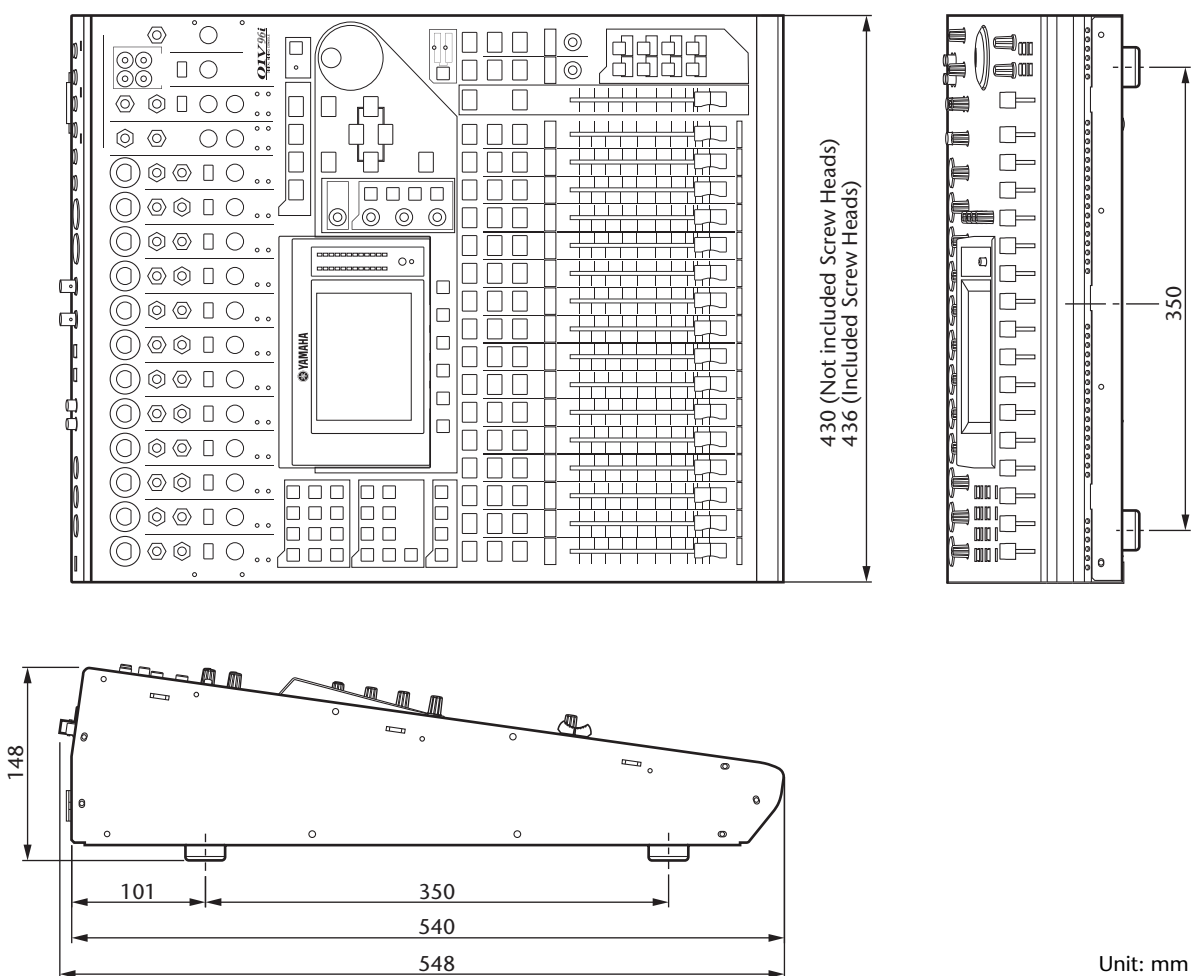 01V96i
YAMAHA
430 (Not included Screw Heads)
436 (Included Screw Heads)
350
148
101
350
540
548
Unit: mm